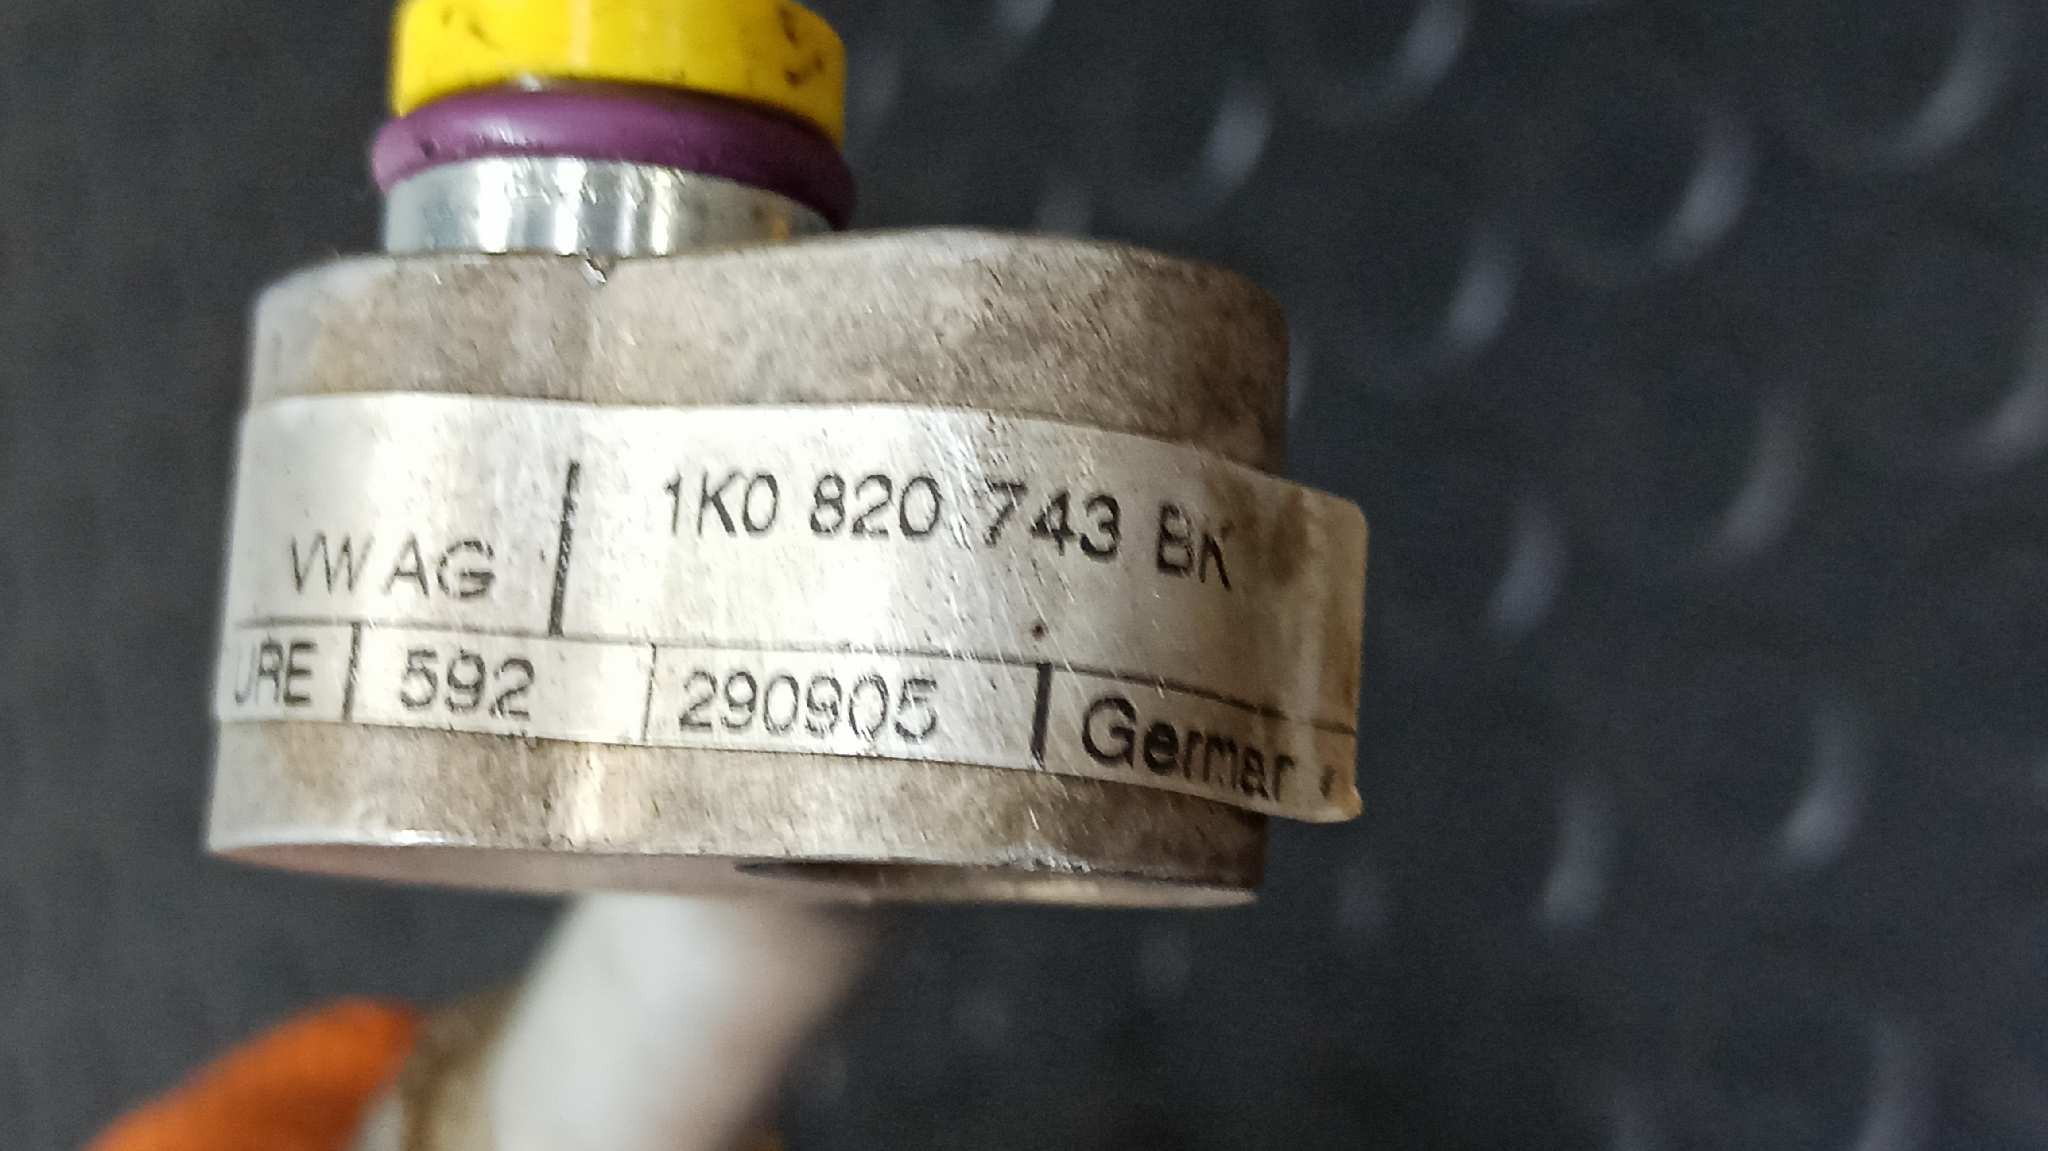 VW AG 1K0 820 743 BK
URE 592 290905 German